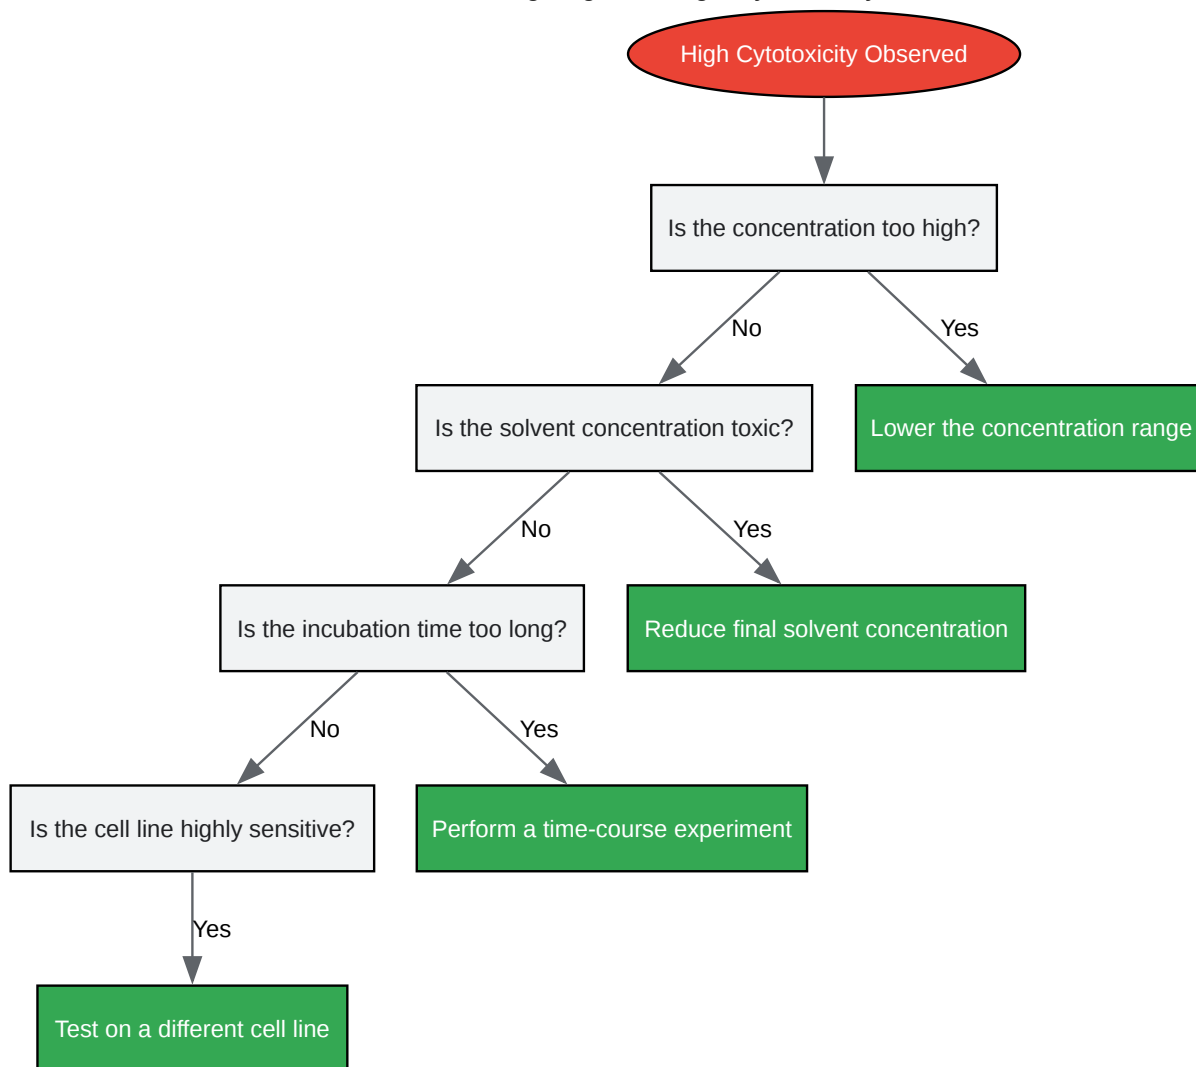 High Cytotoxicity Observed
Is the concentration too high?
No
Yes
Is the solvent concentration toxic?
Lower the concentration range
No
Yes
Is the incubation time too long?
Reduce final solvent concentration
No
Yes
Is the cell line highly sensitive?
Perform a time-course experiment
Yes
Test on a different cell line